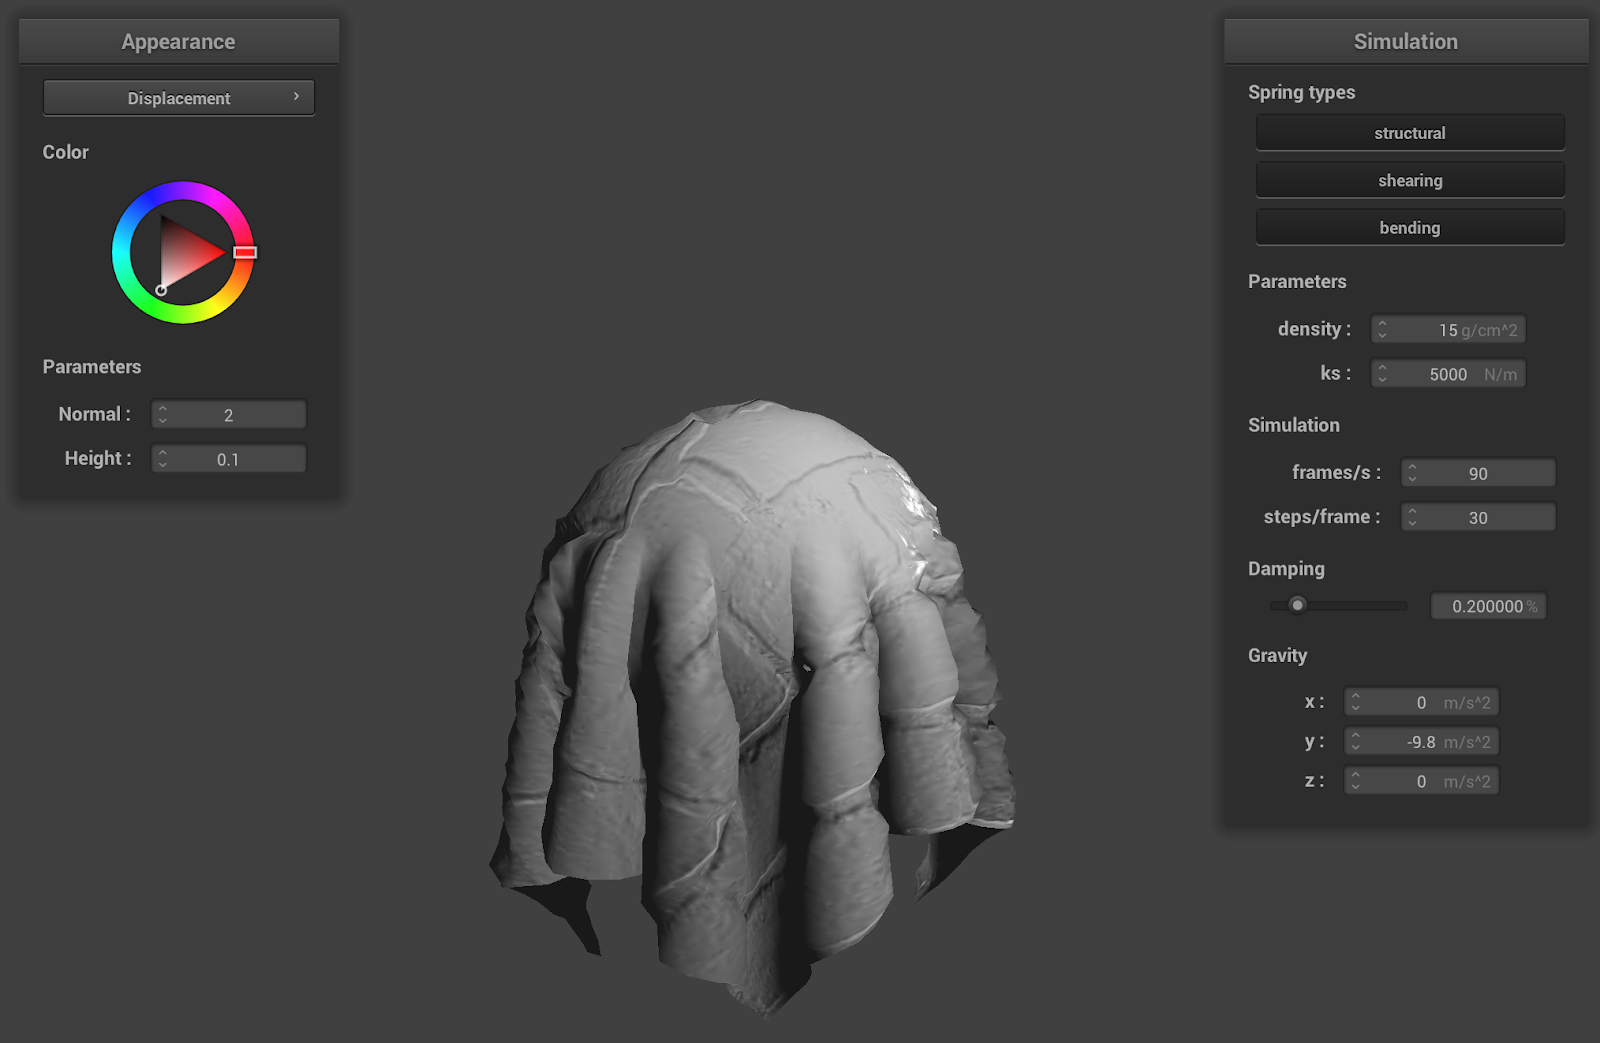 Appearance
Displacement
Color
Parameters
Normal : 2
Height : 0.1
Simulation
Spring types
structural
shearing
bending
Parameters
density : 15 g/cm^2
ks : 5000 N/m
Simulation
frames/s : 90
steps/frame : 30
Damping
0.200000 %
Gravity
x : 0 m/s^2
y : -9.8 m/s^2
z : 0 m/s^2